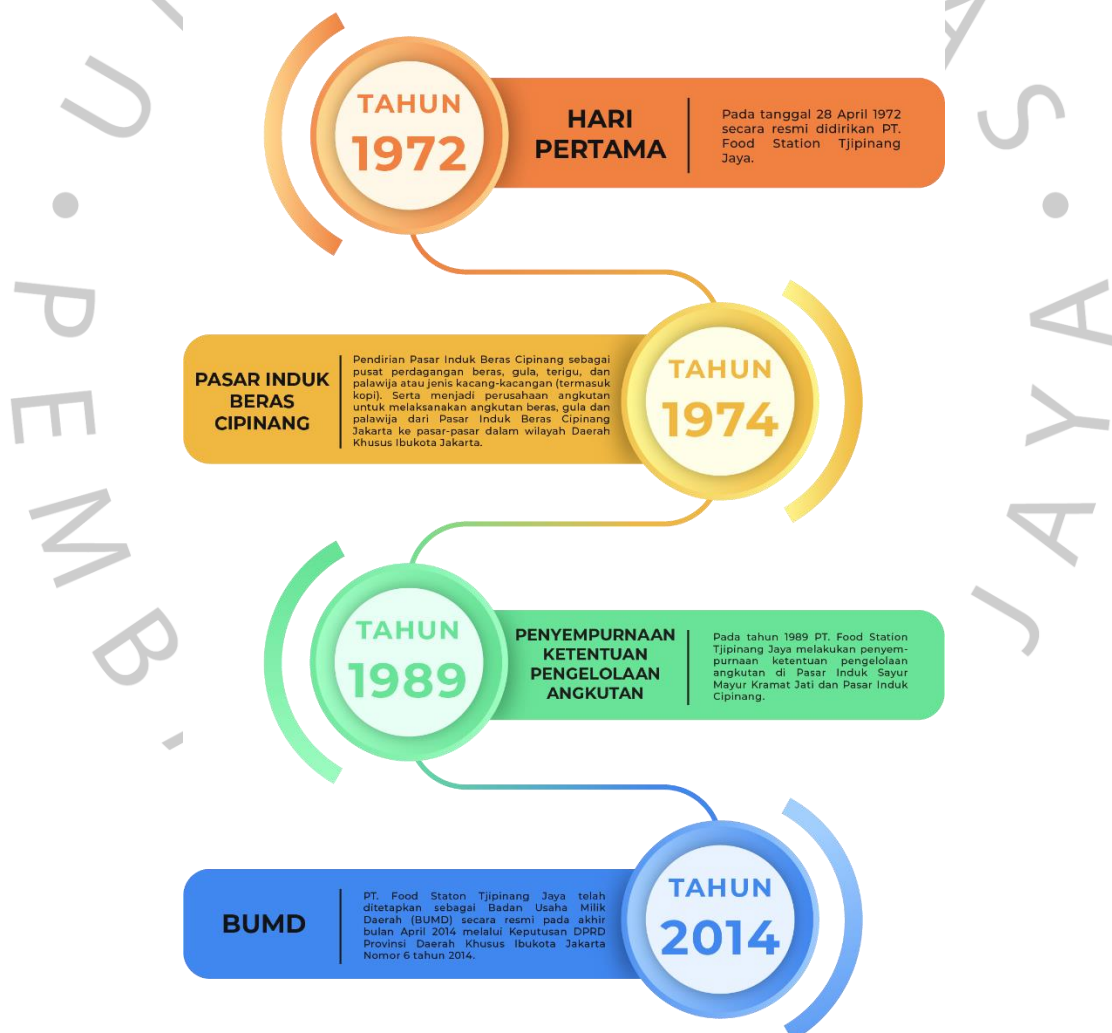 TAHUN
1972
HARI
PERTAMA
Pada tanggal 28 April 1972
secara resmi didirikan PT.
Food Station Tjipinang
Jaya.
PASAR INDUK
BERAS
CIPINANG
Pendirian Pasar Induk Beras Cipinang sebagai
pusat perdagangan beras, gula, terigu, dan
palawija atau jenis kacang-kacangan (termasuk
kopi). Serta menjadi perusahaan angkutan
untuk melaksanakan angkutan beras, gula dan
palawija dari Pasar Induk Beras Cipinang
Jakarta ke pasar-pasar dalam wilayah Daerah
Khusus Ibukota Jakarta.
TAHUN
1974
TAHUN
1989
PENYEMPURNAAN
KETENTUAN
PENGELOLAAN
ANGKUTAN
Pada tahun 1989 PT. Food Station
Tjipinang Jaya melakukan penyem-
purnaan ketentuan pengelolaan
angkutan di Pasar Induk Sayur
Mayur Kramat Jati dan Pasar Induk
Cipinang.
BUMD
PT. Food Staton Tjipinang Jaya telah
ditetapkan sebagai Badan Usaha Milik
Daerah (BUMD) secara resmi pada akhir
bulan April 2014 melalui Keputusan DPRD
Provinsi Daerah Khusus Ibukota Jakarta
Nomor 6 tahun 2014.
TAHUN
2014
U • PEMB
AS • JAYA